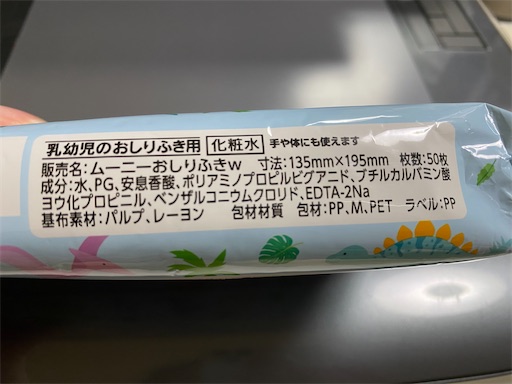 乳幼児のおしりふき用 化粧水 手や体にも使えます
販売名:ムーニーおしりふきw 寸法:135mm×195mm 枚数:50枚
成分:水、PG、安息香酸、ポリアミノプロピルビグアニド、ブチルカルバミン酸
ヨウ化プロピニル、ベンザルコニウムクロリド、EDTA-2Na
基布素材:パルプ、レーヨン 包材材質 包材:PP、M、PET ラベル:PP